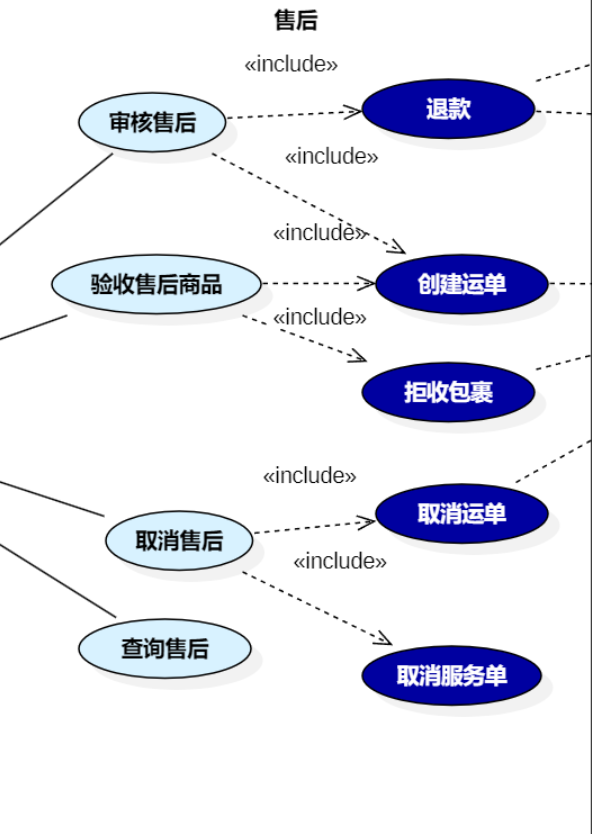 售后
«include»
审核售后
退款
«include»
«include»
验收售后商品
创建运单
«include»
拒收包裹
«include»
取消售后
取消运单
«include»
查询售后
取消服务单